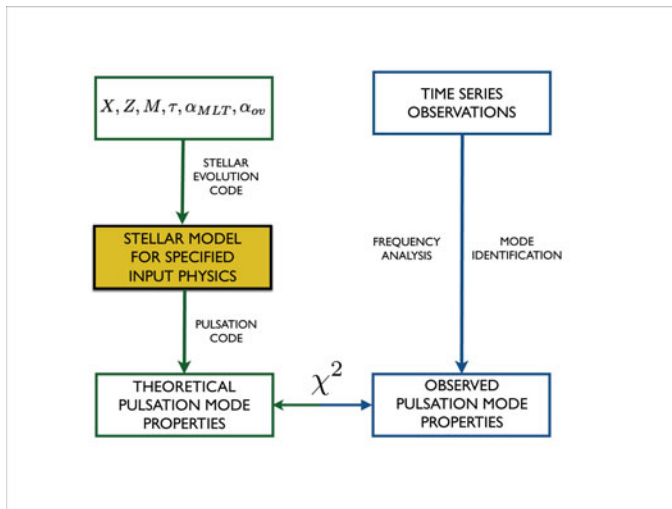 X, Z, M, τ, α_MLT, α_ov
STELLAR
EVOLUTION
CODE
STELLAR MODEL
FOR SPECIFIED
INPUT PHYSICS
PULSATION
CODE
THEORETICAL
PULSATION MODE
PROPERTIES
χ²
TIME SERIES
OBSERVATIONS
FREQUENCY
ANALYSIS
MODE
IDENTIFICATION
OBSERVED
PULSATION MODE
PROPERTIES